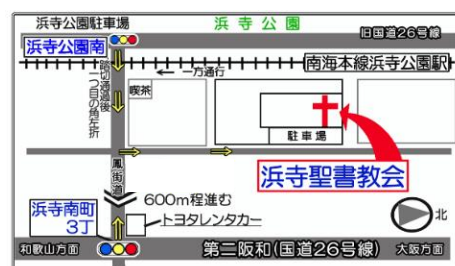 浜寺公園駐車場
浜寺公園
旧国道26号線
浜寺公園南
南海本線浜寺公園駅
一方通行
踏切通過後
一つ目の角左折
喫茶
駐車場
浜寺聖書教会
鳳街道
600m程進む
トヨタレンタカー
浜寺南町
3丁
北
和歌山方面
第二阪和(国道26号線)
大阪方面